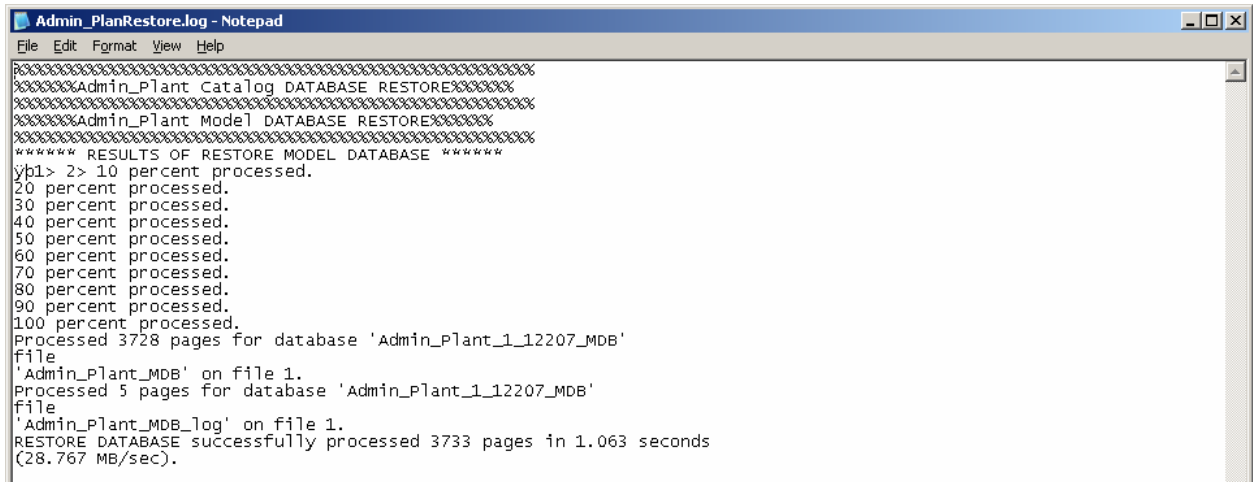 Admin_PlanRestore.log - Notepad
File Edit Format View Help
%%%%%%%%%%%%%%%%%%%%%%%%%%%%%%%%%%%%%%%%%%%%%%%%%%%%
%%%%%%Admin_Plant Catalog DATABASE RESTORE%%%%%%
%%%%%%%%%%%%%%%%%%%%%%%%%%%%%%%%%%%%%%%%%%%%%%%%%%%%
%%%%%%Admin_Plant Model DATABASE RESTORE%%%%%%
%%%%%%%%%%%%%%%%%%%%%%%%%%%%%%%%%%%%%%%%%%%%%%%%%%%%
****** RESULTS OF RESTORE MODEL DATABASE ******
ÿþ1> 2> 10 percent processed.
20 percent processed.
30 percent processed.
40 percent processed.
50 percent processed.
60 percent processed.
70 percent processed.
80 percent processed.
90 percent processed.
100 percent processed.
Processed 3728 pages for database 'Admin_Plant_1_12207_MDB'
file
'Admin_Plant_MDB' on file 1.
Processed 5 pages for database 'Admin_Plant_1_12207_MDB'
file
'Admin_Plant_MDB_log' on file 1.
RESTORE DATABASE successfully processed 3733 pages in 1.063 seconds
(28.767 MB/sec).